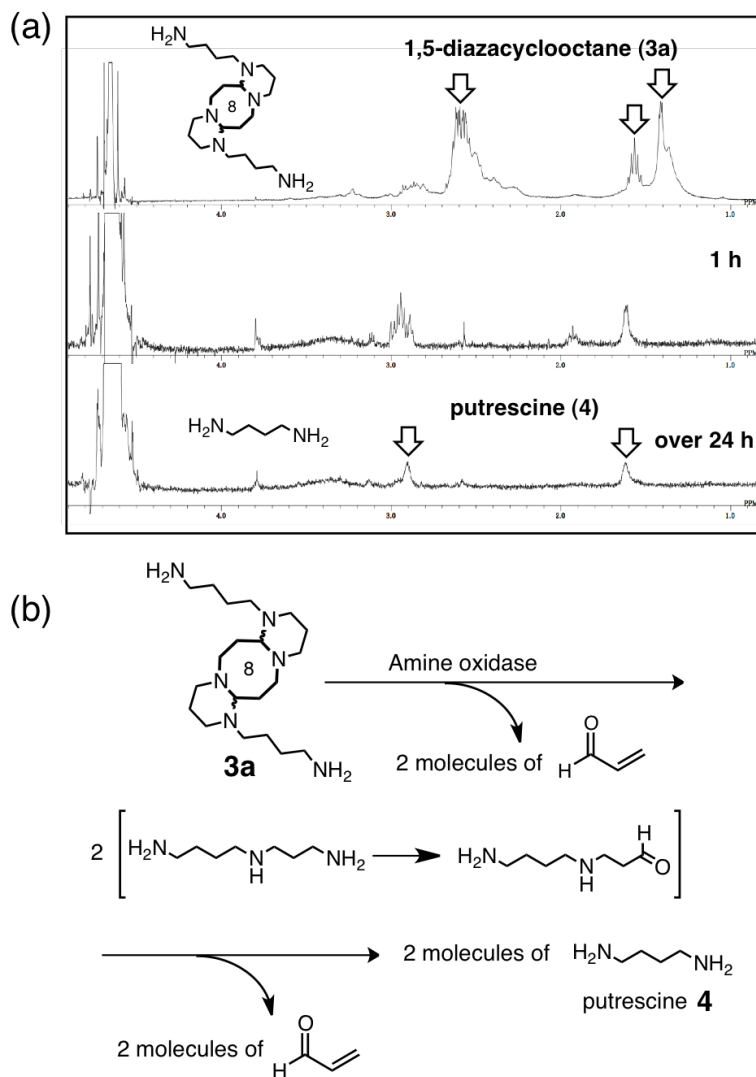 (a)
H2N
1,5-diazacyclooctane (3a)
N
8
N
N
N
NH2
4.0 3.0 2.0 1.0
PPM
1 h
4.0 3.0 2.0 1.0
PPM
putrescine (4)
H2N
NH2
over 24 h
4.0 3.0 2.0 1.0
PPM
(b)
H2N
N
8
N
N
N
NH2
3a
Amine oxidase
2 molecules of
O
H
2
H2N
N
H
NH2
H2N
N
H
H
O
2 molecules of
H2N
NH2
putrescine 4
2 molecules of
O
H